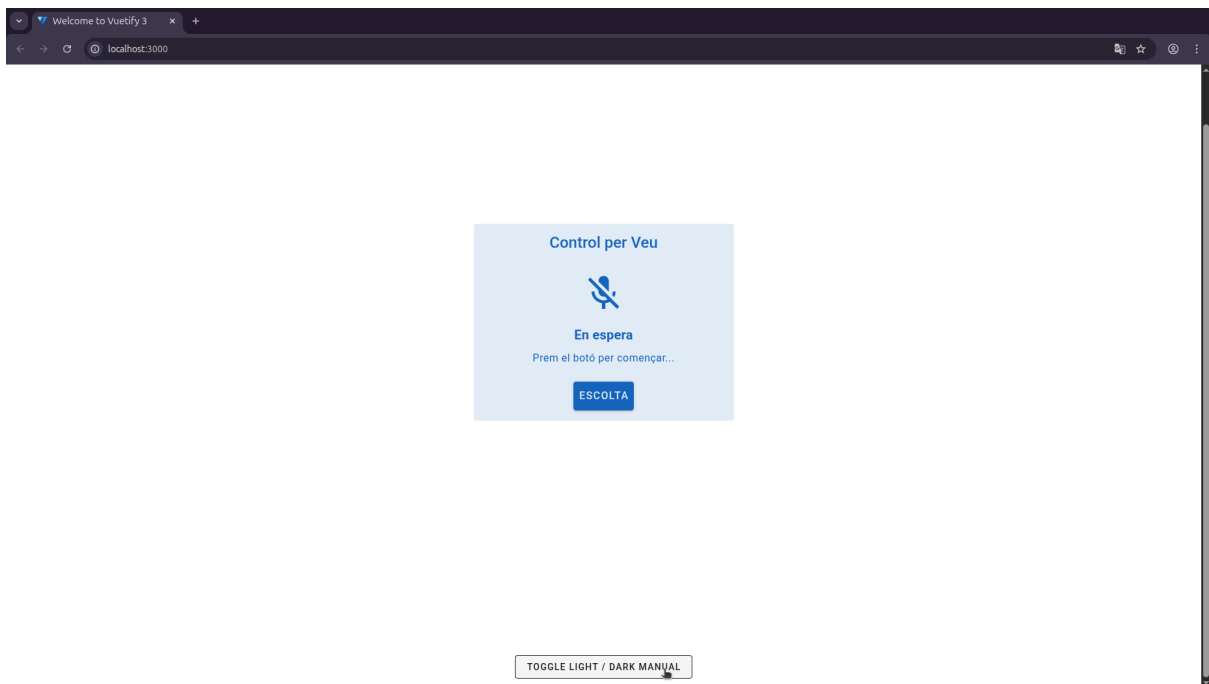 Welcome to Vuetify 3
localhost:3000
Control per Veu
En espera
Prem el botó per començar...
ESCOLTA
TOGGLE LIGHT / DARK MANUAL